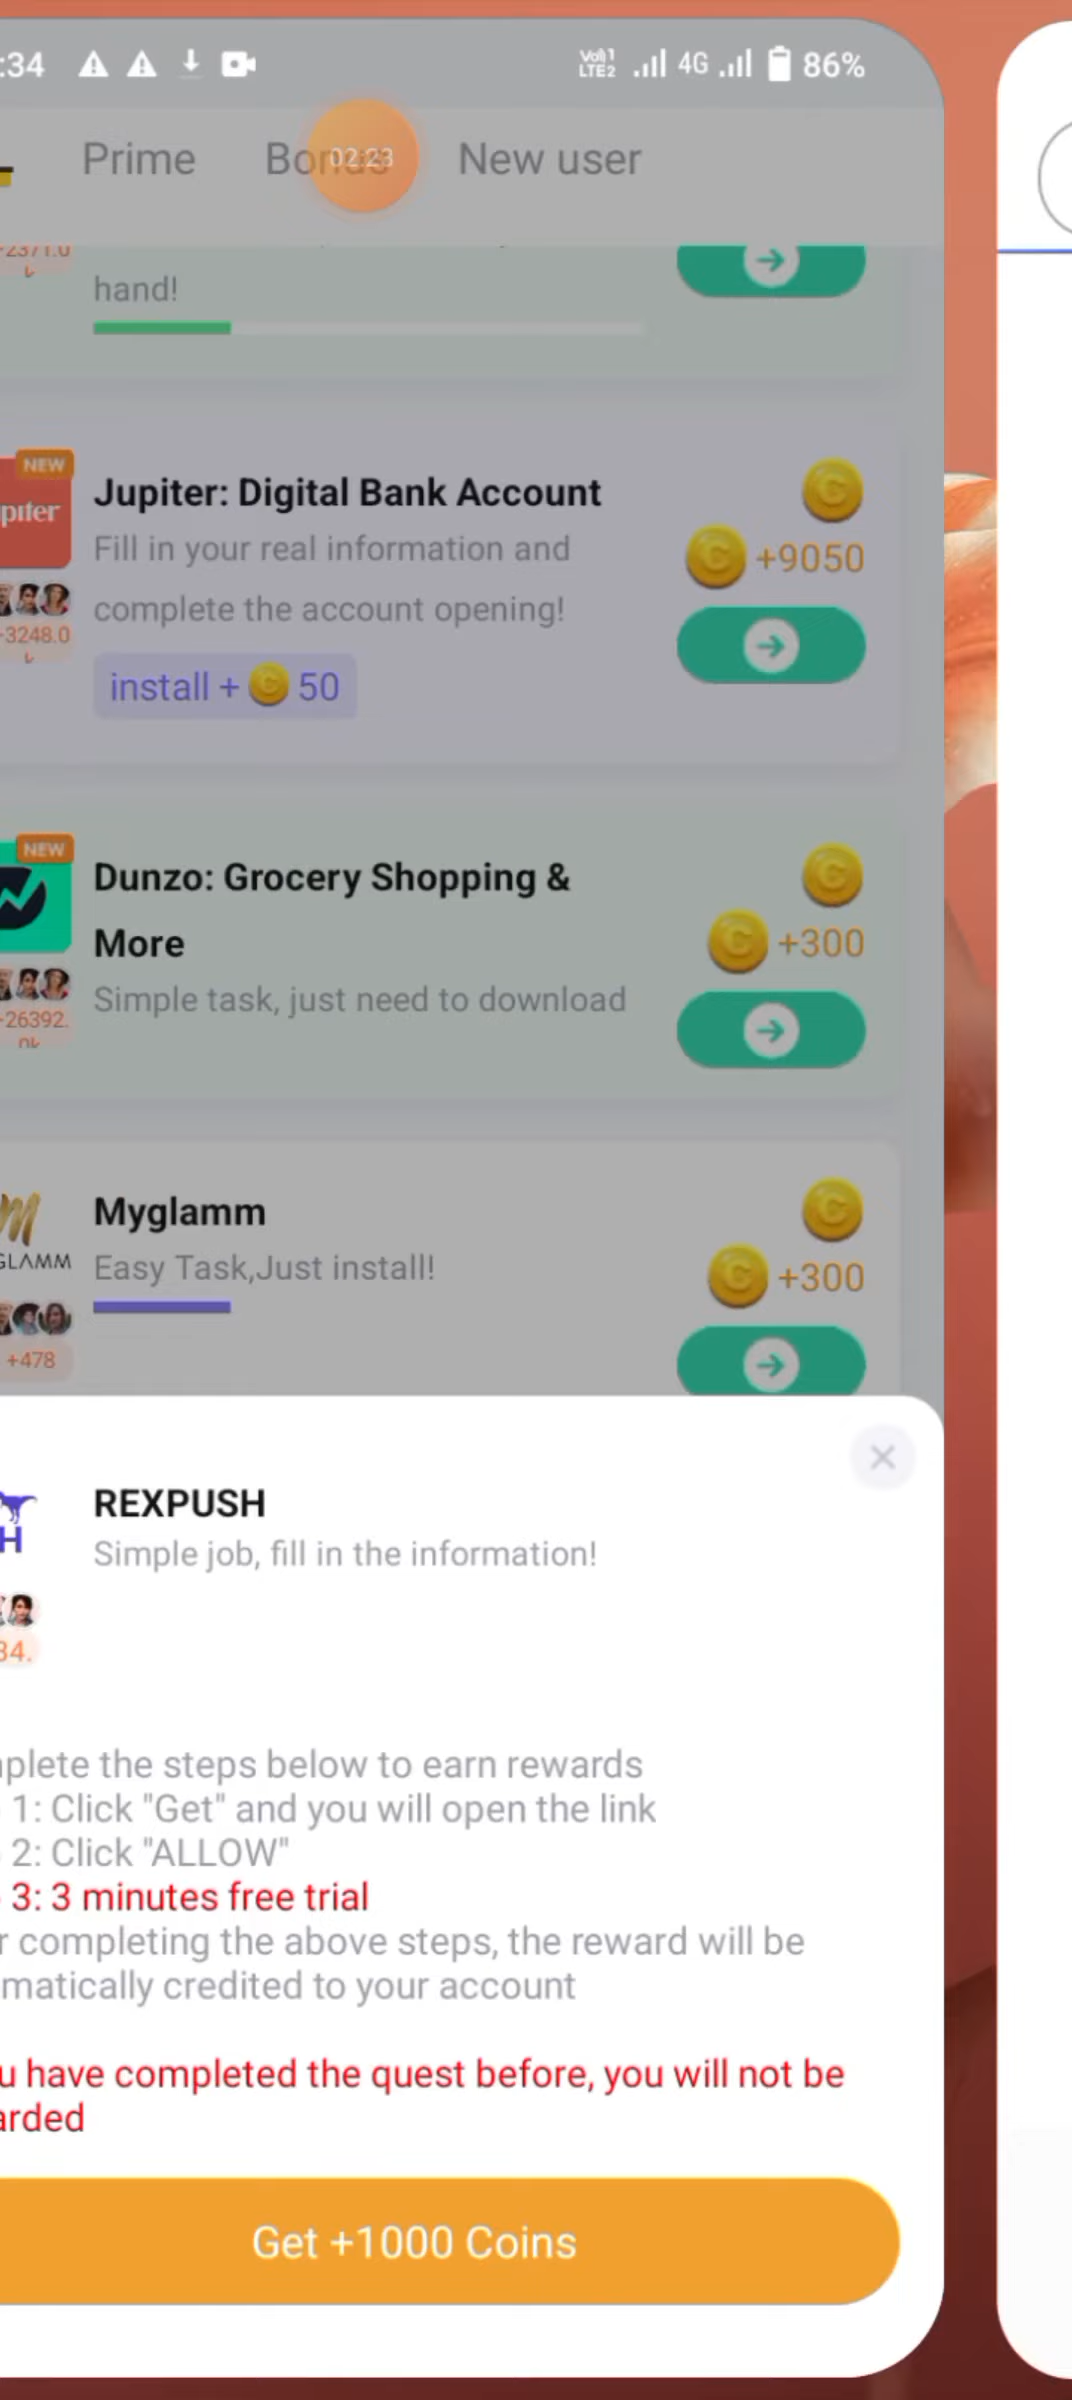 :34
Vo)) 1
LTE2
4G
86%
Prime
02:23
New user
hand!
NEW
Jupiter: Digital Bank Account
Fill in your real information and
complete the account opening!
+9050
install + 50
NEW
Dunzo: Grocery Shopping &
More
Simple task, just need to download
+300
Myglamm
Easy Task,Just install!
+300
+478
REXPUSH
Simple job, fill in the information!
34.
plete the steps below to earn rewards
1: Click "Get" and you will open the link
2: Click "ALLOW"
3: 3 minutes free trial
r completing the above steps, the reward will be
matically credited to your account
u have completed the quest before, you will not be
arded
Get +1000 Coins